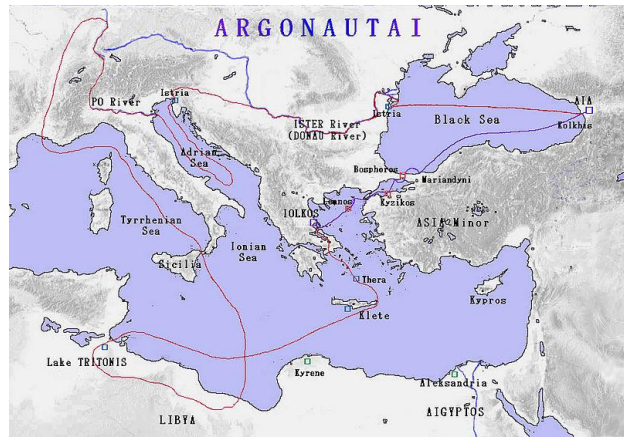 ARGONAUTAI
Istria
PO River
ISTER River
(DONAU River)
Istria
Black Sea
AIA
Kolkhis
Adrian
Sea
Bospheros
Mariandyni
Lemnos
Kyzikos
IOLKOS
ASIA Minor
Tyrrhenian
Sea
Ionian
Sea
Sicilia
Thera
Kypros
Klete
Lake TRITONIS
Kyrene
Aleksandria
LIBYA
AIGYPTOS